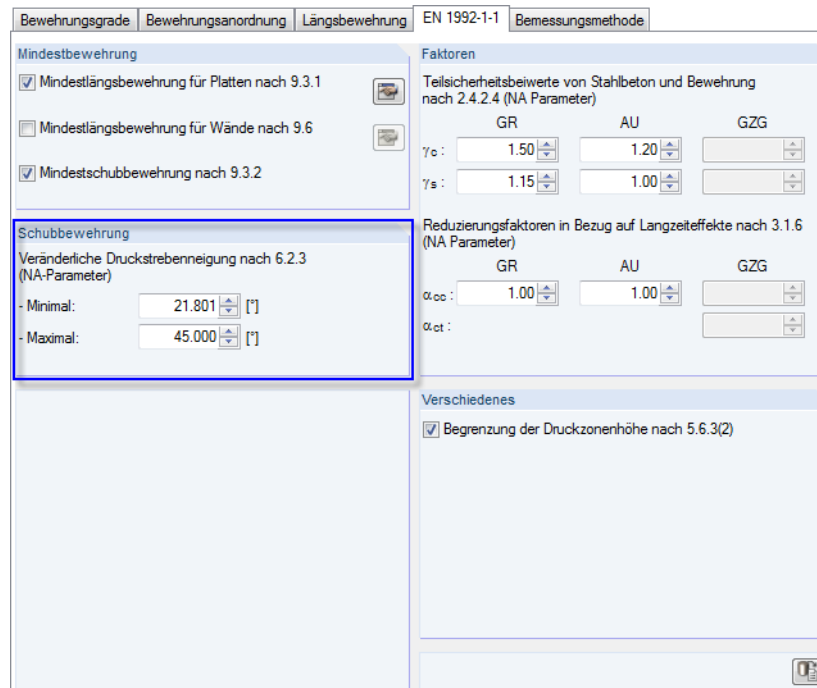 Bewehrungsgrade Bewehrungsanordnung Längsbewehrung EN 1992-1-1 Bemessungsmethode
Mindestbewehrung
Mindestlängsbewehrung für Platten nach 9.3.1
Mindestlängsbewehrung für Wände nach 9.6
Mindestschubbewehrung nach 9.3.2
Schubbewehrung
Veränderliche Druckstrebenneigung nach 6.2.3
(NA-Parameter)
- Minimal: 21.801 [°]
- Maximal: 45.000 [°]
Faktoren
Teilsicherheitsbeiwerte von Stahlbeton und Bewehrung
nach 2.4.2.4 (NA Parameter)
GR AU GZG
γc : 1.50 1.20
γs : 1.15 1.00
Reduzierungsfaktoren in Bezug auf Langzeiteffekte nach 3.1.6
(NA Parameter)
GR AU GZG
αcc : 1.00 1.00
αct :
Verschiedenes
Begrenzung der Druckzonenhöhe nach 5.6.3(2)